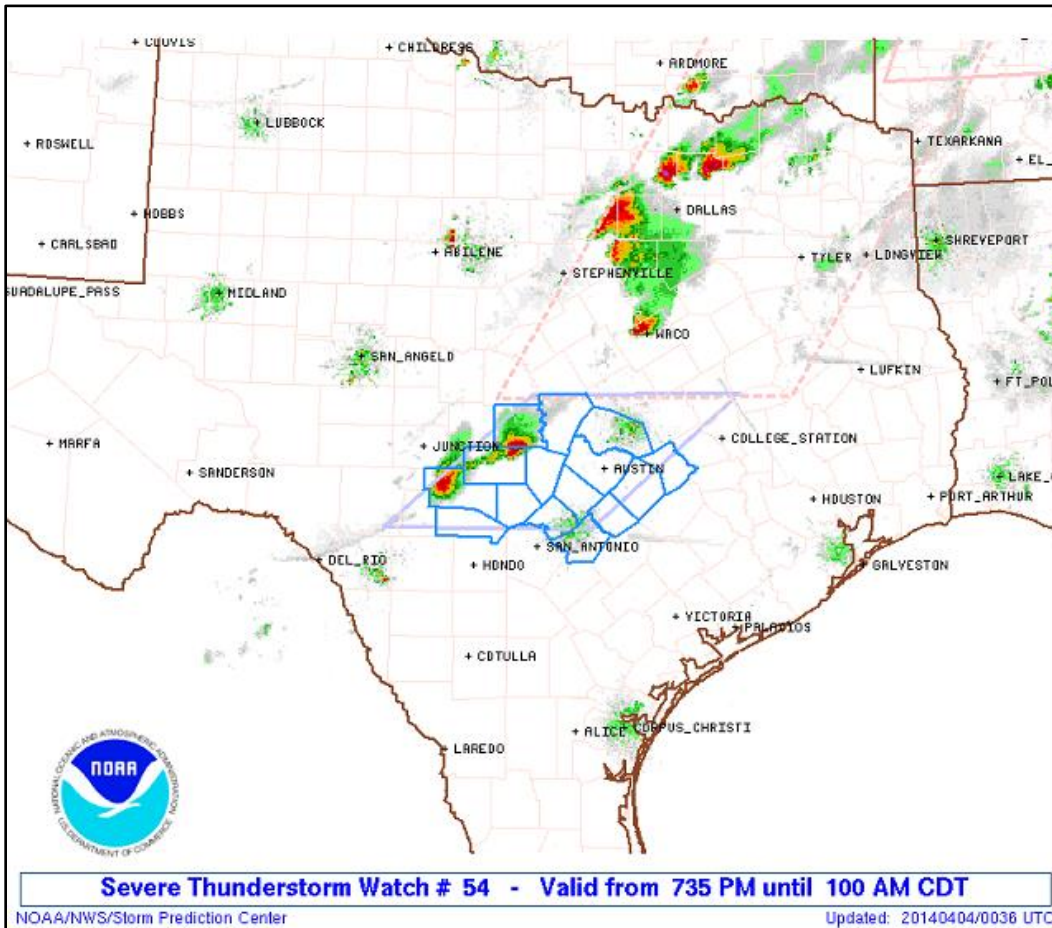 CLOVIS
+ CHILDRESS
+ ARDMORE
+ LUBBOCK
+ ROSWELL
+ TEXARKANA
+ EL_
+ HOBBS
+ DALLAS
+ CARLSBAD
+ ABILENE
+ SHREVEPORT
+ TYLER
+ LONGVIEW
+ STEPHENVILLE
GUADALUPE_PASS
+ MIDLAND
+ WACO
+ SAN_ANGELO
+ LUFKIN
+ FT_POL
+ MARFA
+ JUNCTION
+ COLLEGE_STATION
+ SANDERSON
+ AUSTIN
+ LAKE_
+ HOUSTON
+ PORT_ARTHUR
+ SAN_ANTONIO
+ DEL_RIO
+ HONDO
+ GALVESTON
+ VICTORIA
+ PALACIOS
+ COTULLA
+ ALICE
+ CORPUS_CHRISTI
+ LAREDO
NATIONAL OCEANIC AND ATMOSPHERIC ADMINISTRATION
NOAA
U.S. DEPARTMENT OF COMMERCE
Severe Thunderstorm Watch # 54 - Valid from 735 PM until 100 AM CDT
NOAA/NWS/Storm Prediction Center
Updated: 20140404/0036 UTC